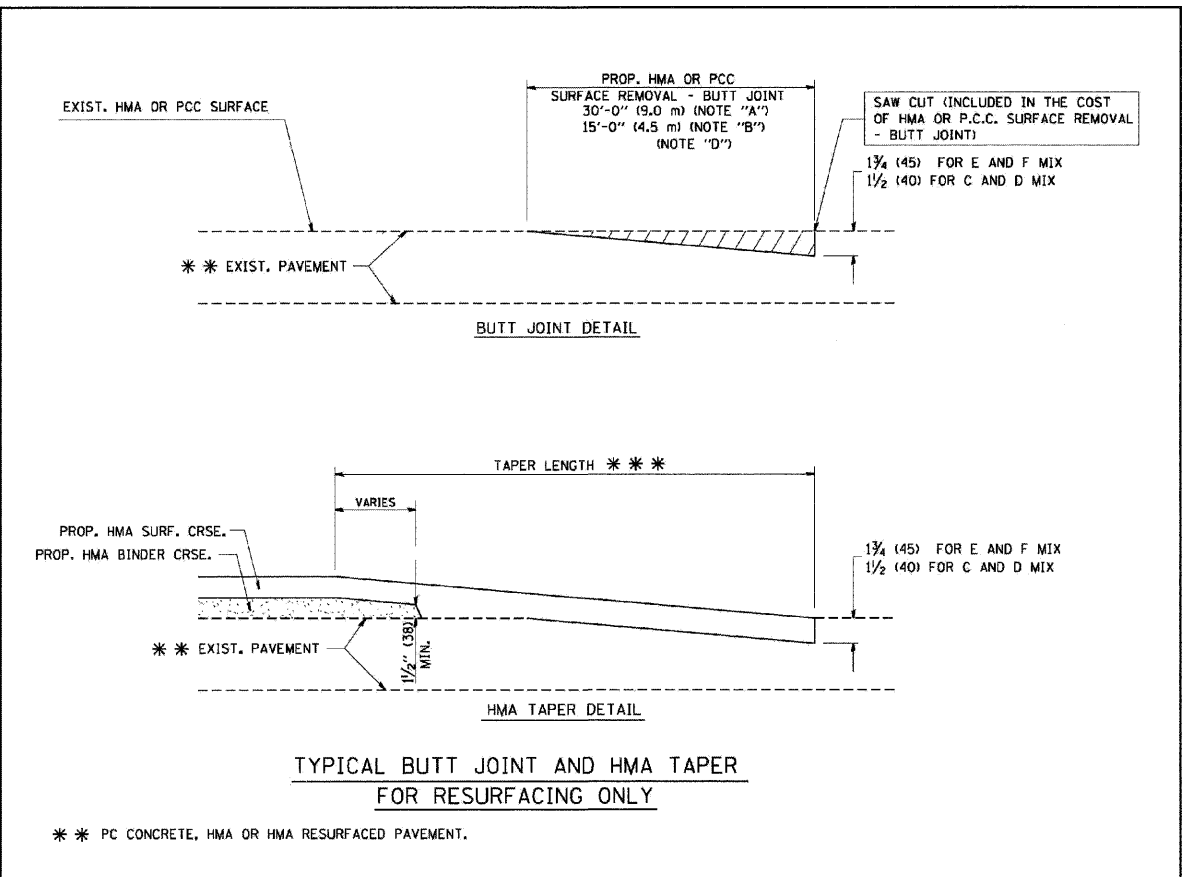 PROP. HMA OR PCC
SURFACE REMOVAL - BUTT JOINT
30'-0" (9.0 m) (NOTE "A")
15'-0" (4.5 m) (NOTE "B")
(NOTE "D")
EXIST. HMA OR PCC SURFACE
SAW CUT (INCLUDED IN THE COST
OF HMA OR P.C.C. SURFACE REMOVAL
- BUTT JOINT)
1¾ (45) FOR E AND F MIX
1½ (40) FOR C AND D MIX
* * EXIST. PAVEMENT
BUTT JOINT DETAIL
TAPER LENGTH * * *
VARIES
PROP. HMA SURF. CRSE.
PROP. HMA BINDER CRSE.
1¾ (45) FOR E AND F MIX
1½ (40) FOR C AND D MIX
* * EXIST. PAVEMENT
1½" (38)
MIN.
HMA TAPER DETAIL
TYPICAL BUTT JOINT AND HMA TAPER
FOR RESURFACING ONLY
* * PC CONCRETE, HMA OR HMA RESURFACED PAVEMENT.